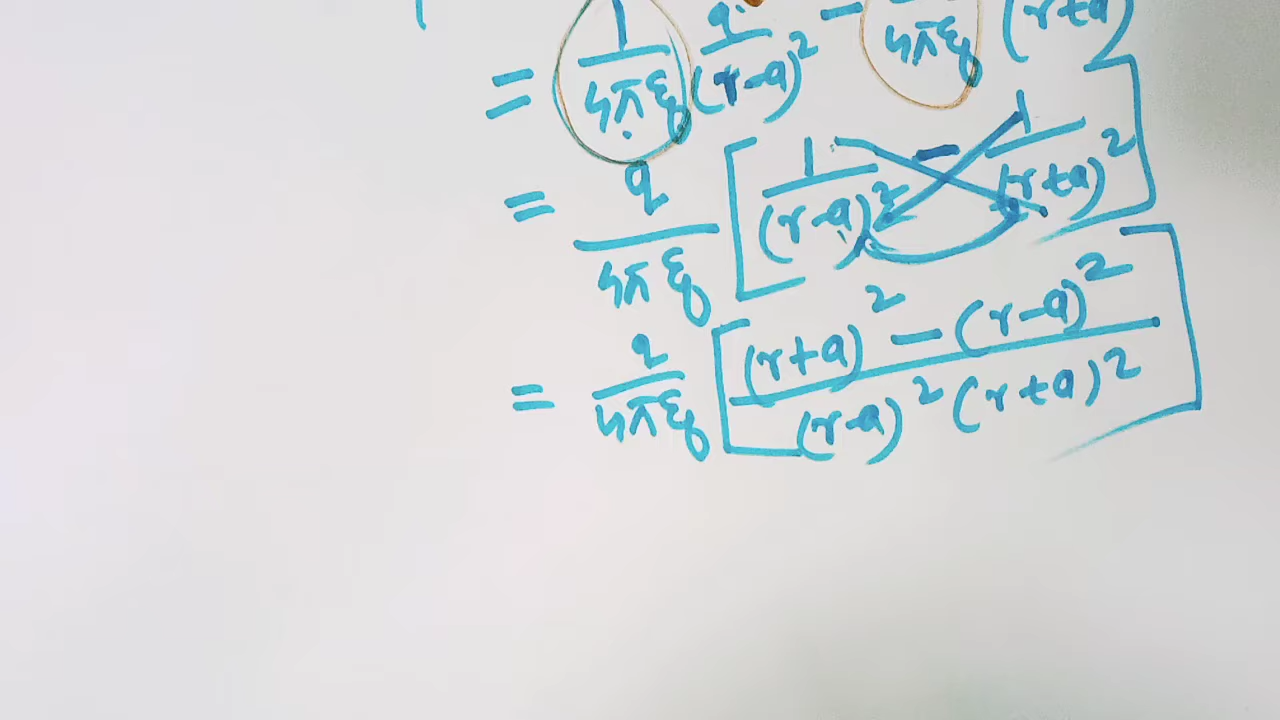 = 1/4πε₀ q/(r-a)² - 1/4πε₀ (r+a)
= q/4πε₀ [1/(r-a)² - 1/(r+a)²]
= q/4πε₀ [(r+a)² - (r-a)²/(r-a)²(r+a)²]